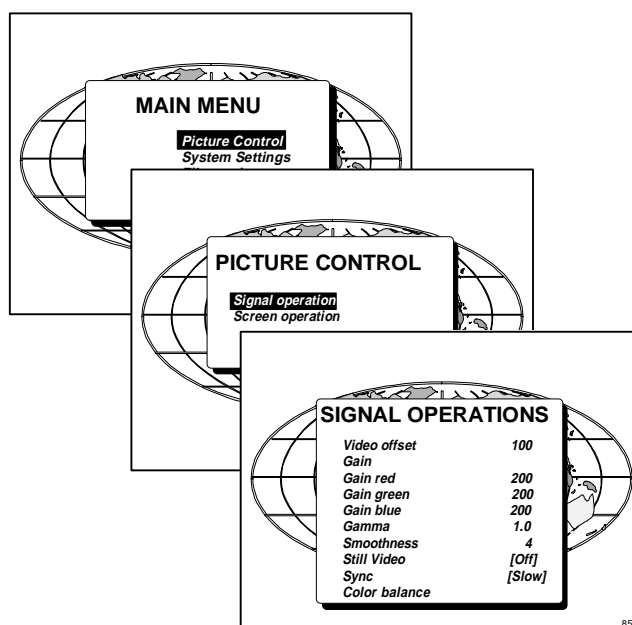 MAIN MENU
Picture Control
System Settings
PICTURE CONTROL
Signal operation
Screen operation
SIGNAL OPERATIONS
Video offset 100
Gain
Gain red 200
Gain green 200
Gain blue 200
Gamma 1.0
Smoothness 4
Still Video [Off]
Sync [Slow]
Color balance
85